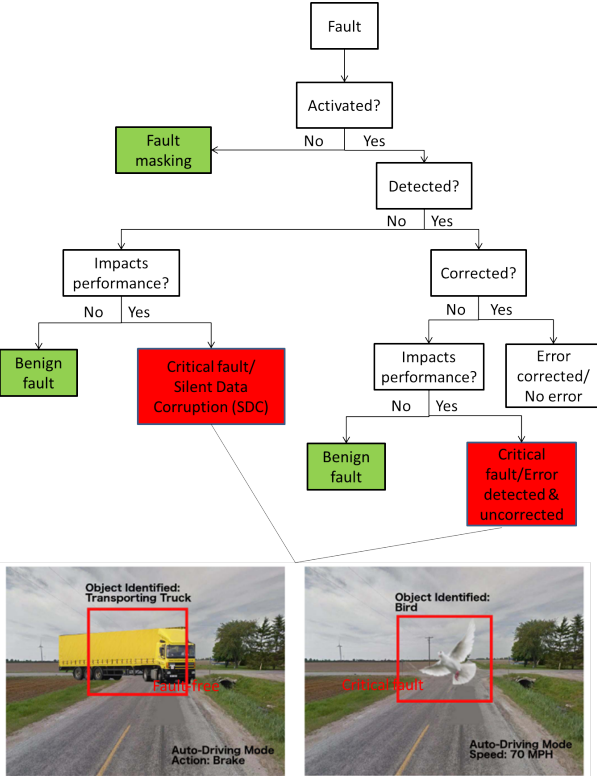 Fault
Activated?
No
Yes
Fault
masking
Detected?
No
Yes
Impacts
performance?
Corrected?
No
Yes
No
Yes
Benign
fault
Critical fault/
Silent Data
Corruption (SDC)
Impacts
performance?
Error
corrected/
No error
No
Yes
Benign
fault
Critical
fault/Error
detected &
uncorrected
Object Identified:
Transporting Truck
Fault-free
Auto-Driving Mode
Action: Brake
Object Identified:
Bird
Critical fault
Auto-Driving Mode
Speed: 70 MPH